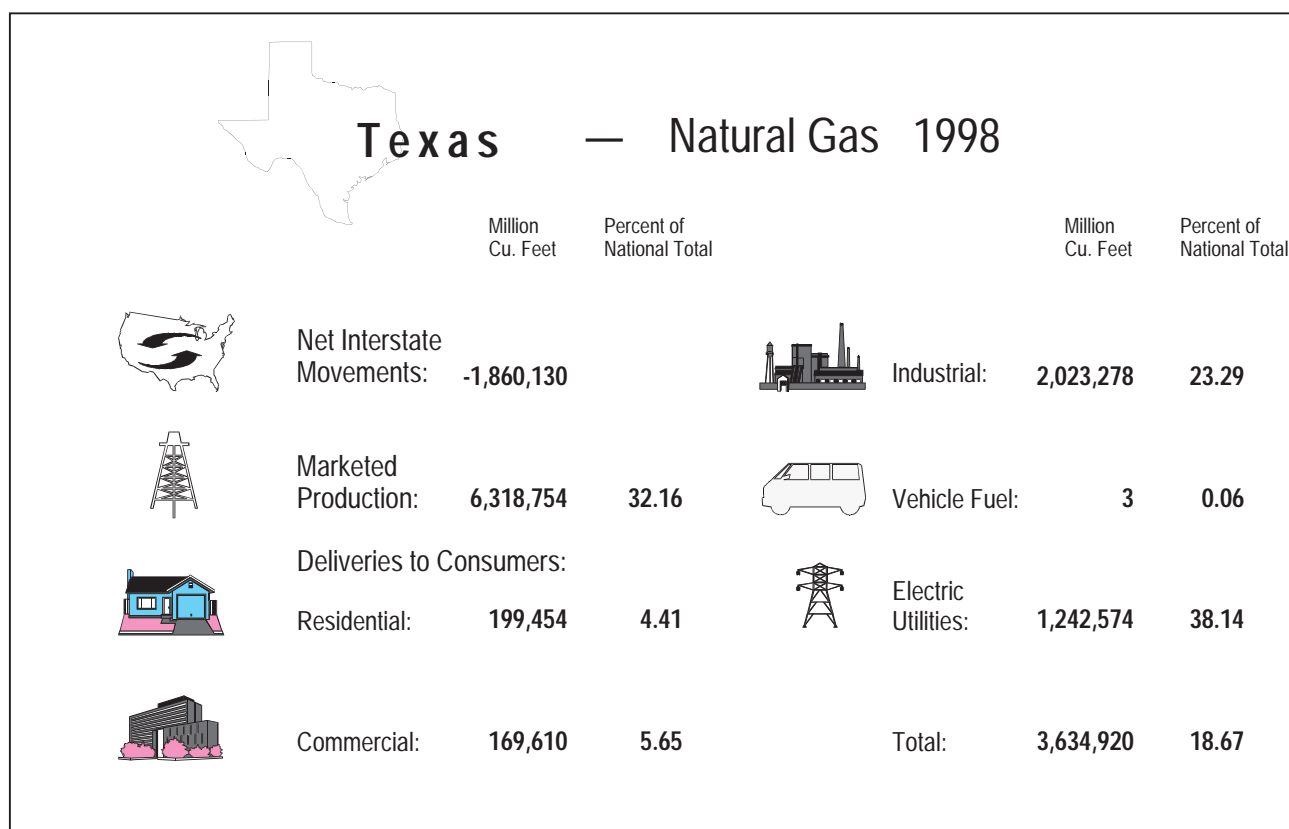 Texas — Natural Gas 1998
Million Cu. Feet
Percent of National Total
Million Cu. Feet
Percent of National Total
Net Interstate
Movements: -1,860,130
Marketed
Production: 6,318,754 32.16
Deliveries to Consumers:
Residential: 199,454 4.41
Commercial: 169,610 5.65
Industrial: 2,023,278 23.29
Vehicle Fuel: 3 0.06
Electric
Utilities: 1,242,574 38.14
Total: 3,634,920 18.67